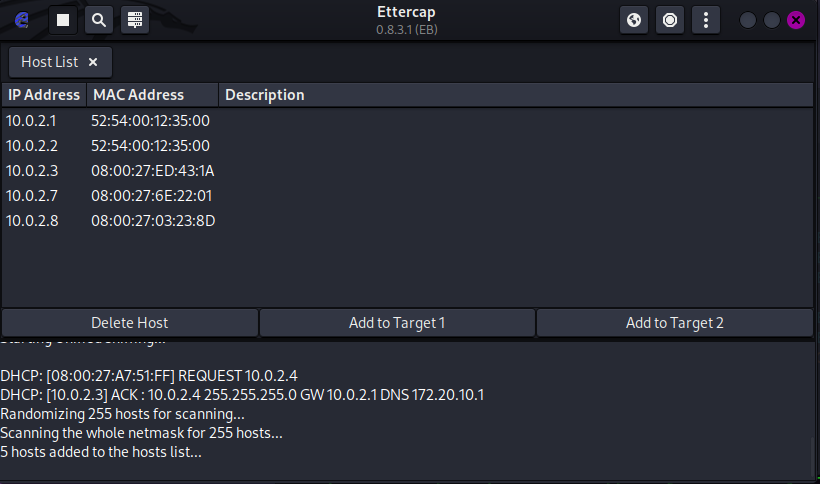 Ettercap
0.8.3.1 (EB)
Host List ×
IP Address MAC Address Description
10.0.2.1 52:54:00:12:35:00
10.0.2.2 52:54:00:12:35:00
10.0.2.3 08:00:27:ED:43:1A
10.0.2.7 08:00:27:6E:22:01
10.0.2.8 08:00:27:03:23:8D
Delete Host Add to Target 1 Add to Target 2
DHCP: [08:00:27:A7:51:FF] REQUEST 10.0.2.4
DHCP: [10.0.2.3] ACK : 10.0.2.4 255.255.255.0 GW 10.0.2.1 DNS 172.20.10.1
Randomizing 255 hosts for scanning...
Scanning the whole netmask for 255 hosts...
5 hosts added to the hosts list...